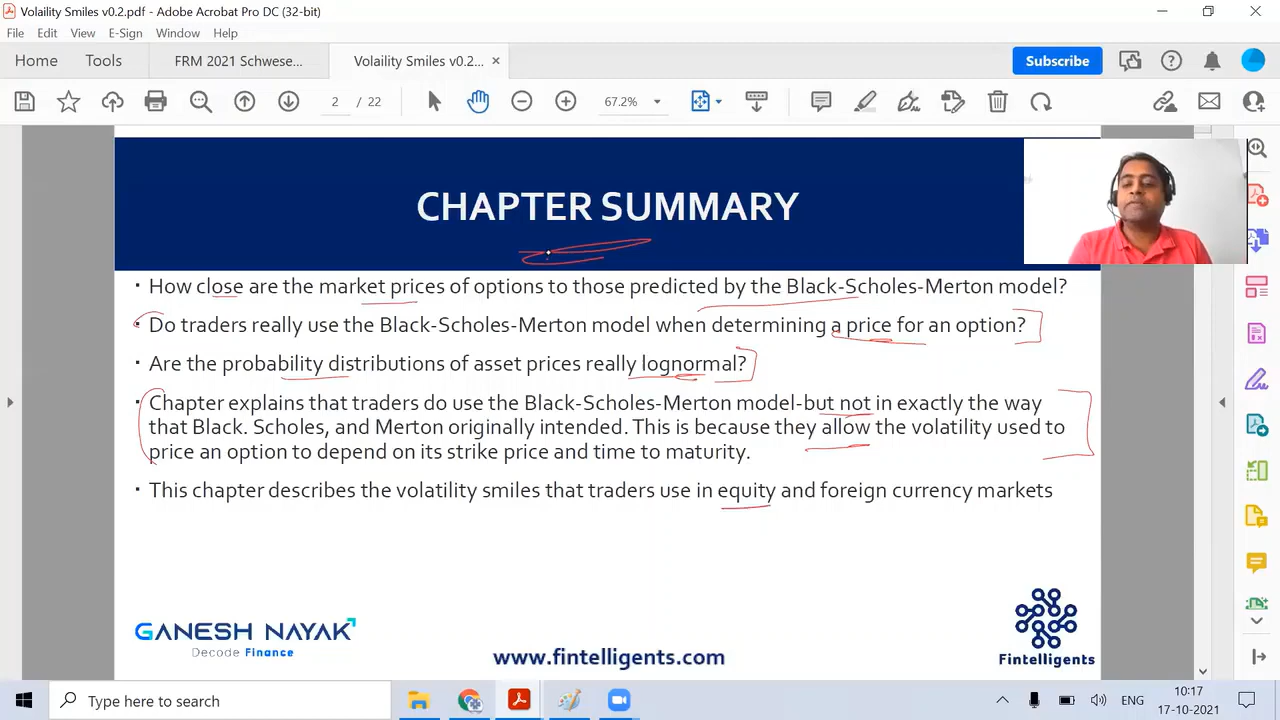 Volaility Smiles v0.2.pdf - Adobe Acrobat Pro DC (32-bit)
File Edit View E-Sign Window Help
Home Tools FRM 2021 Schwese... Volaility Smiles v0.2... ×
Subscribe
2 / 22 67.2%
CHAPTER SUMMARY
· How close are the market prices of options to those predicted by the Black-Scholes-Merton model?
· Do traders really use the Black-Scholes-Merton model when determining a price for an option?
· Are the probability distributions of asset prices really lognormal?
· Chapter explains that traders do use the Black-Scholes-Merton model-but not in exactly the way
that Black. Scholes, and Merton originally intended. This is because they allow the volatility used to
price an option to depend on its strike price and time to maturity.
· This chapter describes the volatility smiles that traders use in equity and foreign currency markets
GANESH NAYAK
Decode Finance
www.fintelligents.com
Fintelligents
Type here to search
ENG
10:17
17-10-2021